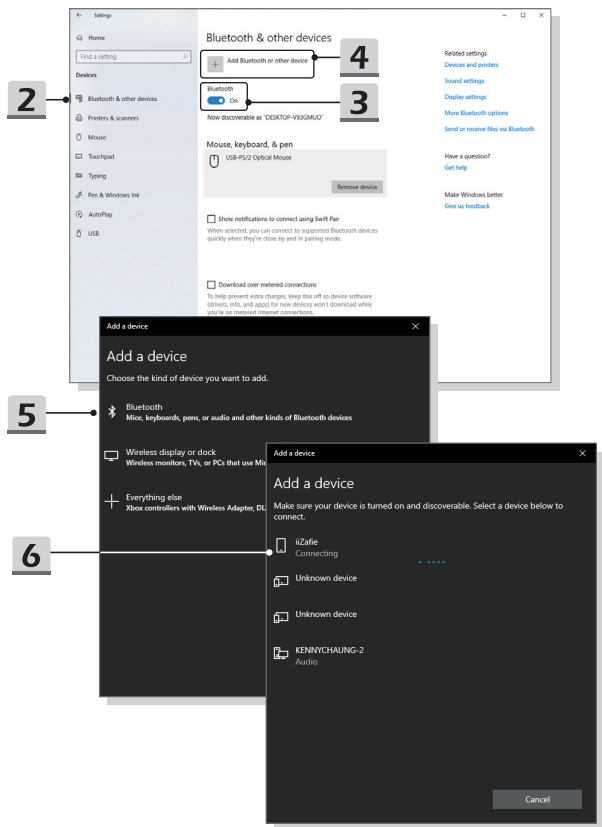 Settings
Home
Find a setting
Devices
Bluetooth & other devices
Printers & scanners
Mouse
Touchpad
Typing
Pen & Windows Ink
AutoPlay
USB
2
Bluetooth & other devices
Add Bluetooth or other device
4
Bluetooth
On
3
Now discoverable as "DESKTOP-V93GMUO"
Mouse, keyboard, & pen
USB-PS/2 Optical Mouse
Remove device
Show notifications to connect using Swift Pair
When selected, you can connect to supported Bluetooth devices
quickly when they're close by and in pairing mode.
Download over metered connections
To help prevent extra charges, keep this off so device software
(drivers, info, and apps) for new devices won't download while
you're on metered Internet connections.
Related settings
Devices and printers
Sound settings
Display settings
More Bluetooth options
Send or receive files via Bluetooth
Have a question?
Get help
Make Windows better
Give us feedback
Add a device
Add a device
Choose the kind of device you want to add.
5
Bluetooth
Mice, keyboards, pens, or audio and other kinds of Bluetooth devices
Wireless display or dock
Wireless monitors, TVs, or PCs that use
Everything else
Xbox controllers with Wireless Adapter,
6
Add a device
Add a device
Make sure your device is turned on and discoverable. Select a device below to
connect.
iiZafie
Connecting
Unknown device
Unknown device
KENNYCHAUNG-2
Audio
Cancel